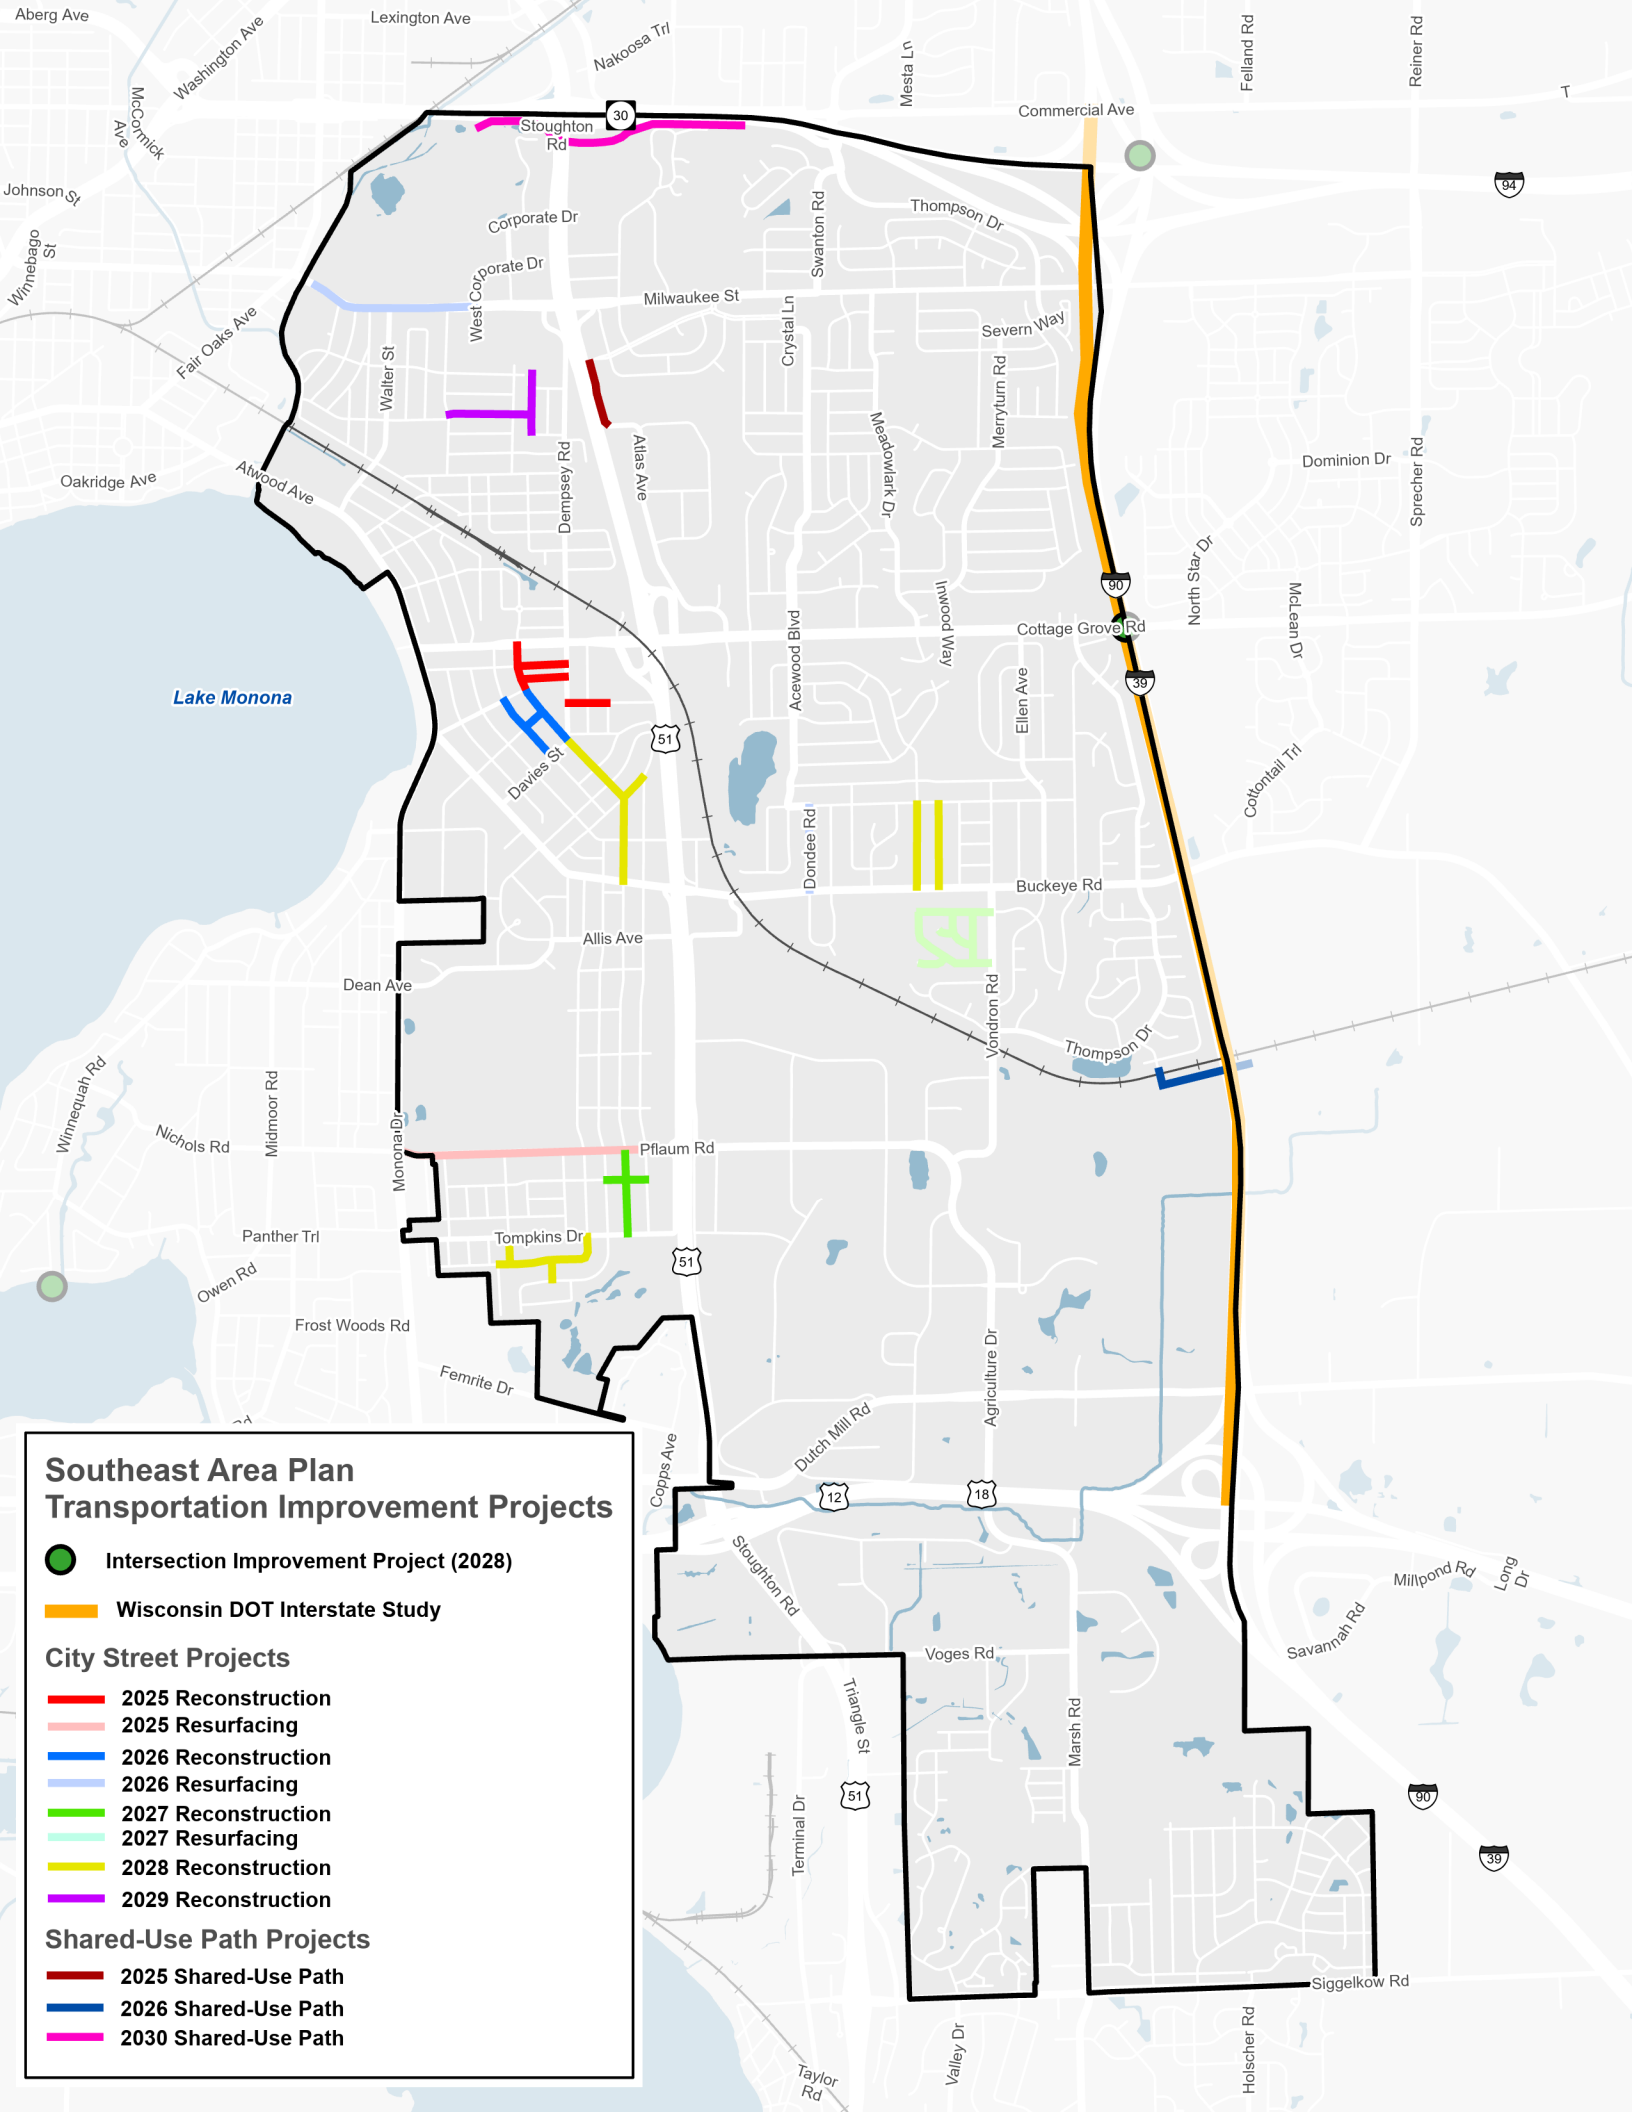 Aberg Ave
Lexington Ave
Washington Ave
Nakoosa Trl
Mesta Ln
Felland Rd
Reiner Rd
McCormick
Ave
Commercial Ave
T
30
Stoughton
Rd
94
Johnson St
Winnebago
St
Corporate Dr
Swanton Rd
Thompson Dr
West Corporate Dr
Milwaukee St
Fair Oaks Ave
Crystal Ln
Severn Way
Walter St
Merryturn Rd
Meadowlark Dr
Atlas Ave
Dempsey Rd
Dominion Dr
Sprecher Rd
Oakridge Ave
Atwood Ave
North Star Dr
90
McLean Dr
Inwood Way
Acewood Blvd
Cottage Grove Rd
39
Ellen Ave
Lake Monona
51
Davies St
Cottontail Trl
Dondee Rd
Buckeye Rd
Allis Ave
Dean Ave
Vondron Rd
Thompson Dr
Winnequah Rd
Midmoor Rd
Nichols Rd
Monona Dr
Pflaum Rd
Panther Trl
Tompkins Dr
51
Owen Rd
Frost Woods Rd
Femrite Dr
Agriculture Dr
Dutch Mill Rd
Rd
Copps Ave
12
18
Stoughton Rd
Millpond Rd
Long
Dr
Savannah Rd
Voges Rd
Triangle St
Marsh Rd
51
90
Terminal Dr
39
Siggelkow Rd
Valley Dr
Holscher Rd
Taylor
Rd
Southeast Area Plan
Transportation Improvement Projects
Intersection Improvement Project (2028)
Wisconsin DOT Interstate Study
City Street Projects
2025 Reconstruction
2025 Resurfacing
2026 Reconstruction
2026 Resurfacing
2027 Reconstruction
2027 Resurfacing
2028 Reconstruction
2029 Reconstruction
Shared-Use Path Projects
2025 Shared-Use Path
2026 Shared-Use Path
2030 Shared-Use Path